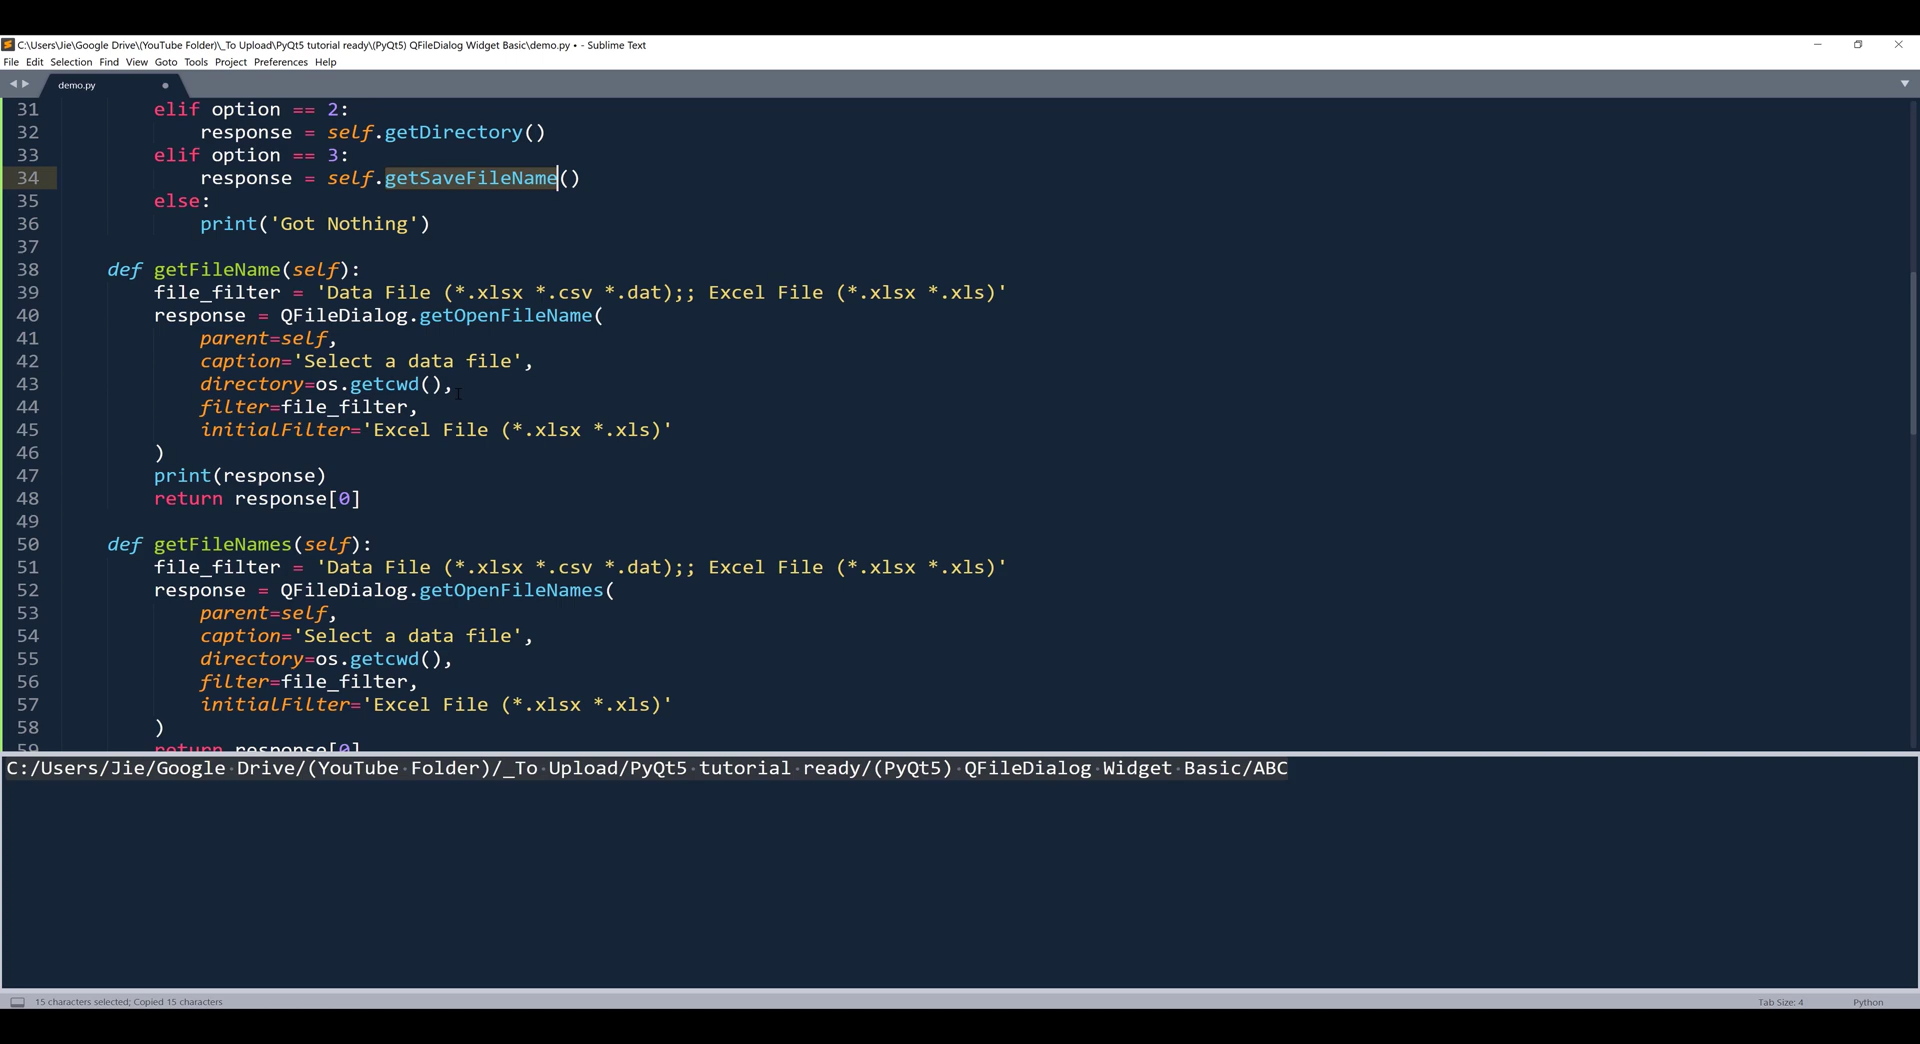 C:\Users\Jie\Google Drive\(YouTube Folder)\_To Upload\PyQt5 tutorial ready\(PyQt5) QFileDialog Widget Basic\demo.py • - Sublime Text
File Edit Selection Find View Goto Tools Project Preferences Help
demo.py
31 elif option == 2:
32 response = self.getDirectory()
33 elif option == 3:
34 response = self.getSaveFileName()
35 else:
36 print('Got Nothing')
37
38 def getFileName(self):
39 file_filter = 'Data File (*.xlsx *.csv *.dat);; Excel File (*.xlsx *.xls)'
40 response = QFileDialog.getOpenFileName(
41 parent=self,
42 caption='Select a data file',
43 directory=os.getcwd(),
44 filter=file_filter,
45 initialFilter='Excel File (*.xlsx *.xls)'
46 )
47 print(response)
48 return response[0]
49
50 def getFileNames(self):
51 file_filter = 'Data File (*.xlsx *.csv *.dat);; Excel File (*.xlsx *.xls)'
52 response = QFileDialog.getOpenFileNames(
53 parent=self,
54 caption='Select a data file',
55 directory=os.getcwd(),
56 filter=file_filter,
57 initialFilter='Excel File (*.xlsx *.xls)'
58 )
59 return response[0]
C:/Users/Jie/Google Drive/(YouTube Folder)/_To Upload/PyQt5 tutorial ready/(PyQt5) QFileDialog Widget Basic/ABC
15 characters selected; Copied 15 characters
Tab Size: 4
Python